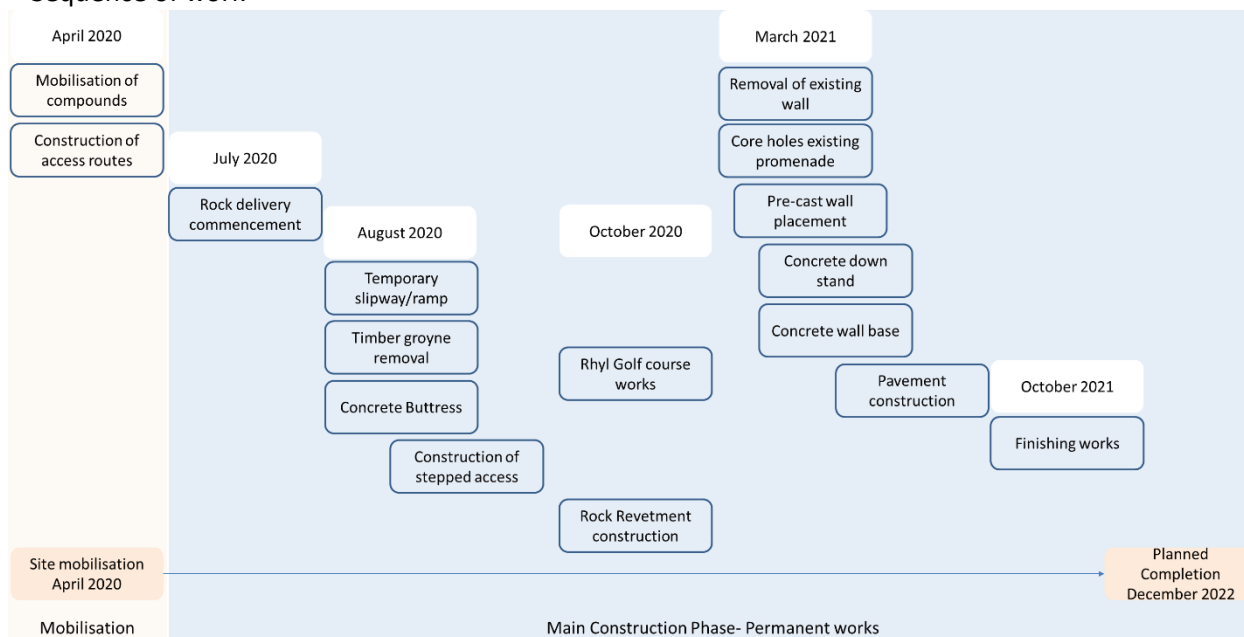 Sequence of work
April 2020
Mobilisation of
compounds
Construction of
access routes
July 2020
Rock delivery
commencement
August 2020
Temporary
slipway/ramp
Timber groyne
removal
Concrete Buttress
Construction of
stepped access
October 2020
Rhyl Golf course
works
Rock Revetment
construction
March 2021
Removal of existing
wall
Core holes existing
promenade
Pre-cast wall
placement
Concrete down
stand
Concrete wall base
Pavement
construction
October 2021
Finishing works
Site mobilisation
April 2020
Planned
Completion
December 2022
Mobilisation
Main Construction Phase- Permanent works